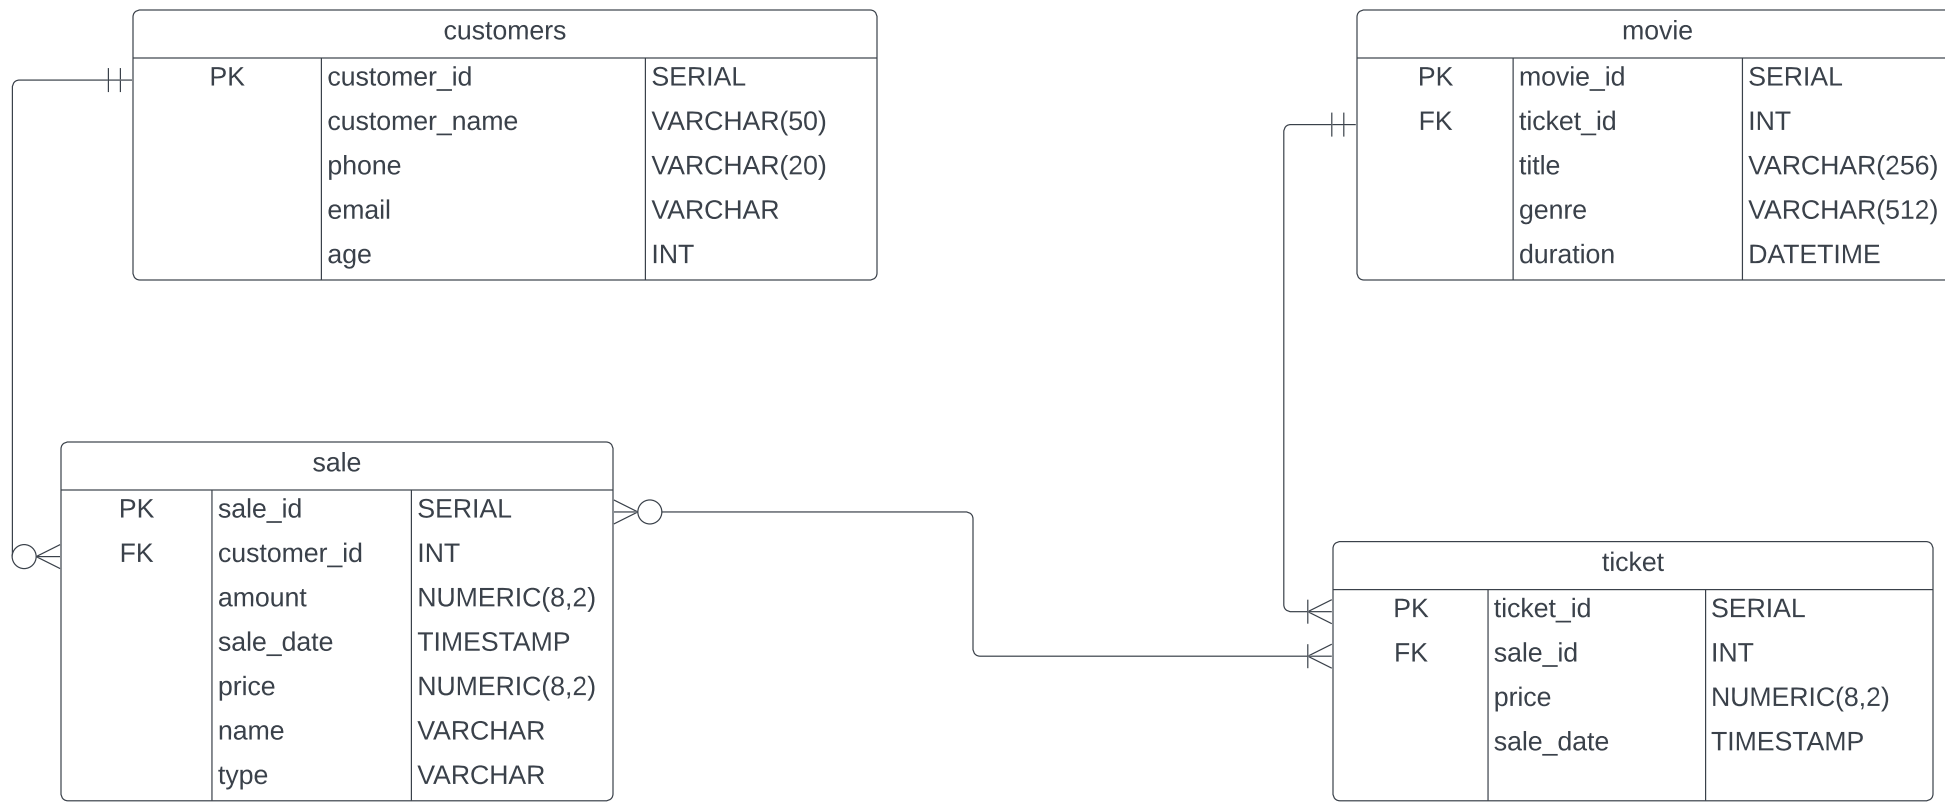 customers
PK customer_id SERIAL
customer_name VARCHAR(50)
phone VARCHAR(20)
email VARCHAR
age INT
movie
PK movie_id SERIAL
FK ticket_id INT
title VARCHAR(256)
genre VARCHAR(512)
duration DATETIME
sale
PK sale_id SERIAL
FK customer_id INT
amount NUMERIC(8,2)
sale_date TIMESTAMP
price NUMERIC(8,2)
name VARCHAR
type VARCHAR
ticket
PK ticket_id SERIAL
FK sale_id INT
price NUMERIC(8,2)
sale_date TIMESTAMP